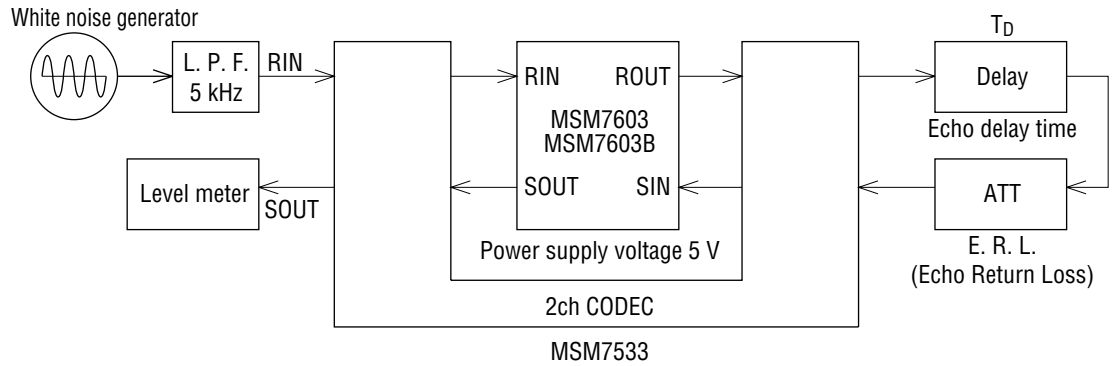 White noise generator
L. P. F.
5 kHz
RIN
RIN
ROUT
MSM7603
MSM7603B
SOUT
SIN
Power supply voltage 5 V
2ch CODEC
MSM7533
TD
Delay
Echo delay time
ATT
E. R. L.
(Echo Return Loss)
Level meter
SOUT